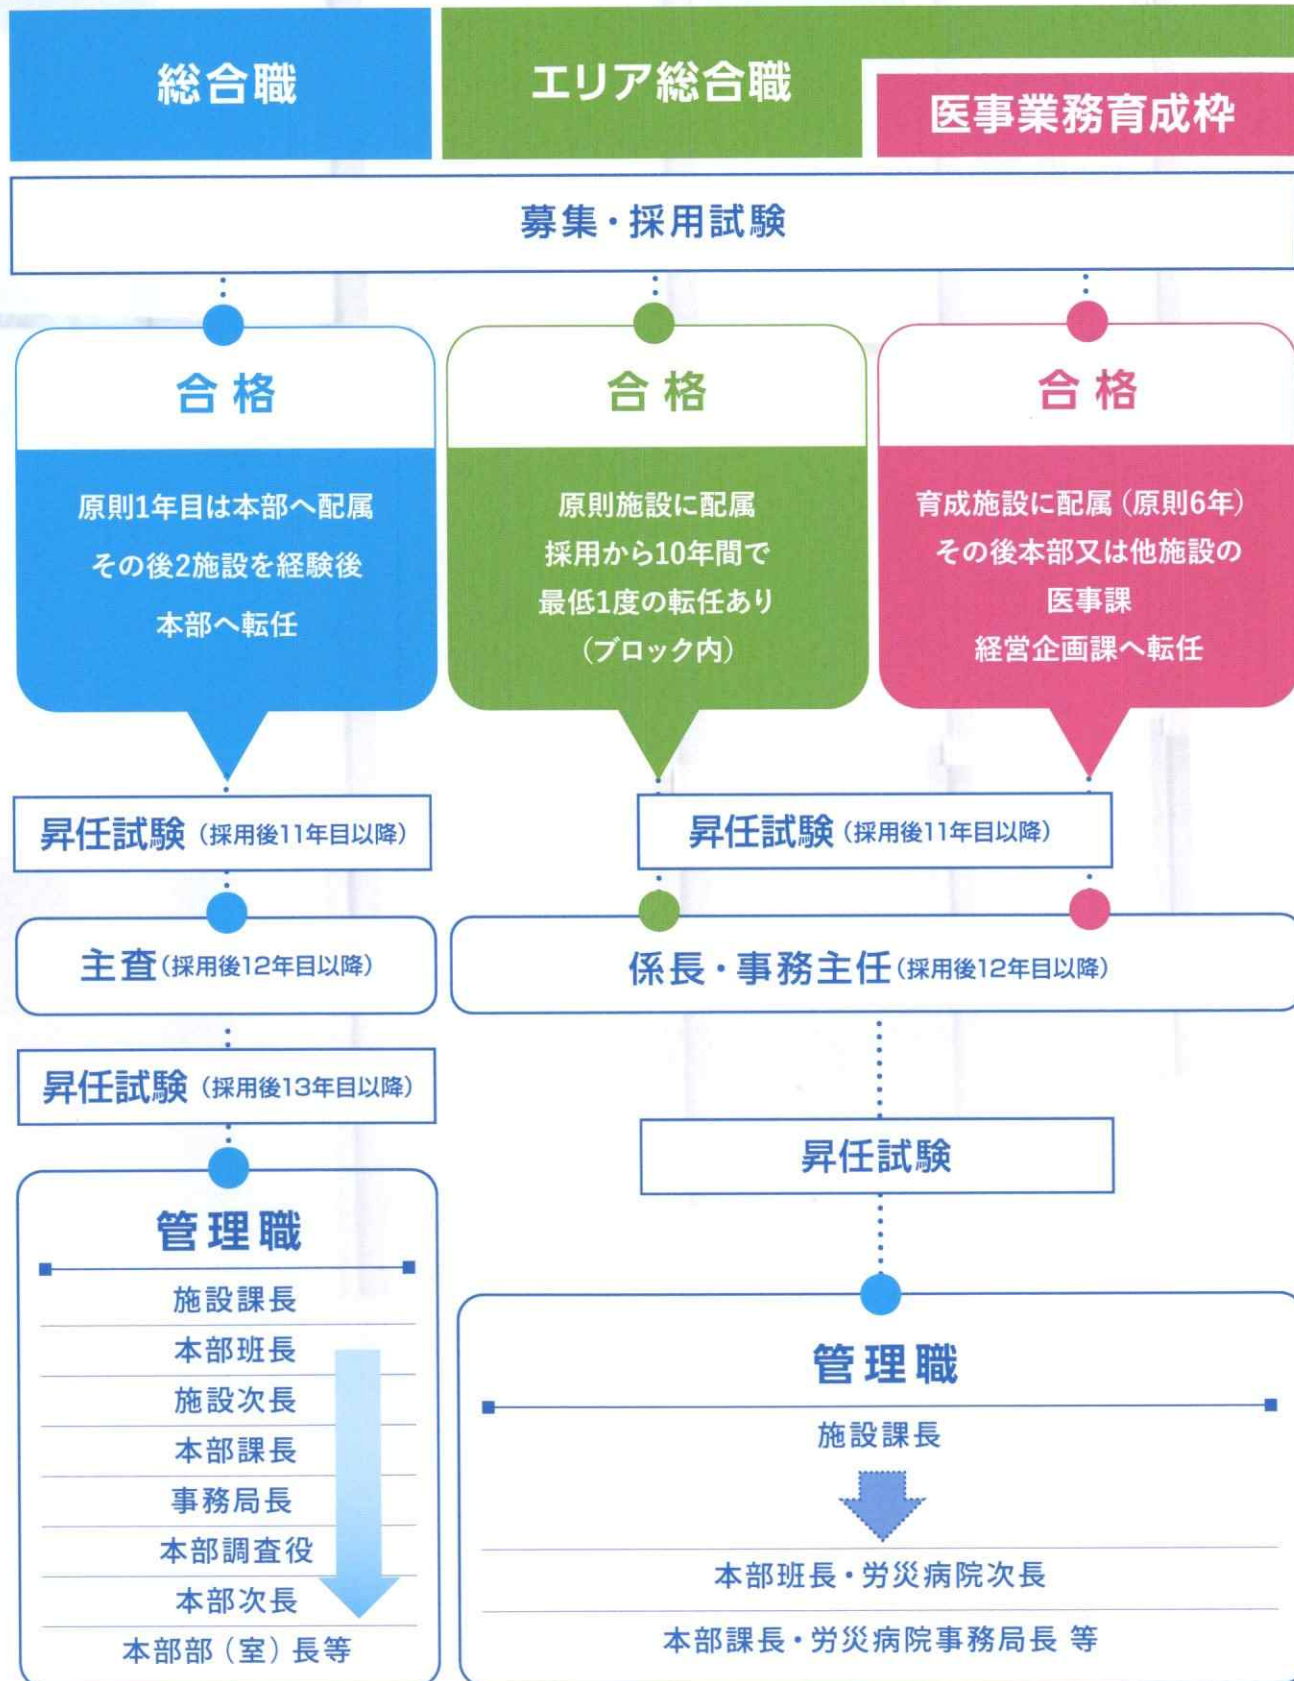 総合職
エリア総合職
医事業務育成枠
募集・採用試験
合格
原則1年目は本部へ配属
その後2施設を経験後
本部へ転任
合格
原則施設に配属
採用から10年間で
最低1度の転任あり
（ブロック内）
合格
育成施設に配属（原則6年）
その後本部又は他施設の
医事課
経営企画課へ転任
昇任試験（採用後11年目以降）
主査（採用後12年目以降）
昇任試験（採用後13年目以降）
管理職
施設課長
本部班長
施設次長
本部課長
事務局長
本部調査役
本部次長
本部部（室）長等
昇任試験（採用後11年目以降）
係長・事務主任（採用後12年目以降）
昇任試験
管理職
施設課長
本部班長・労災病院次長
本部課長・労災病院事務局長 等